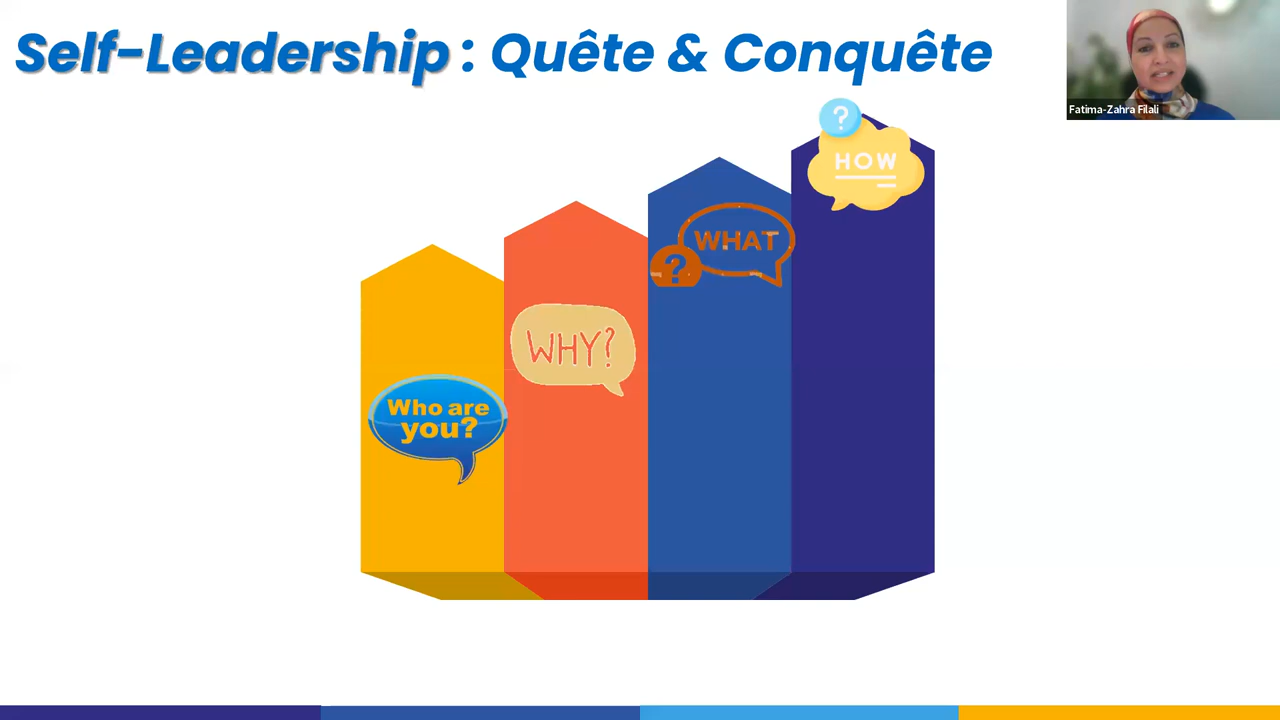 Self-Leadership : Quête & Conquête
Fatima-Zahra Filali
?
HOW
WHAT
?
WHY?
Who are
you?